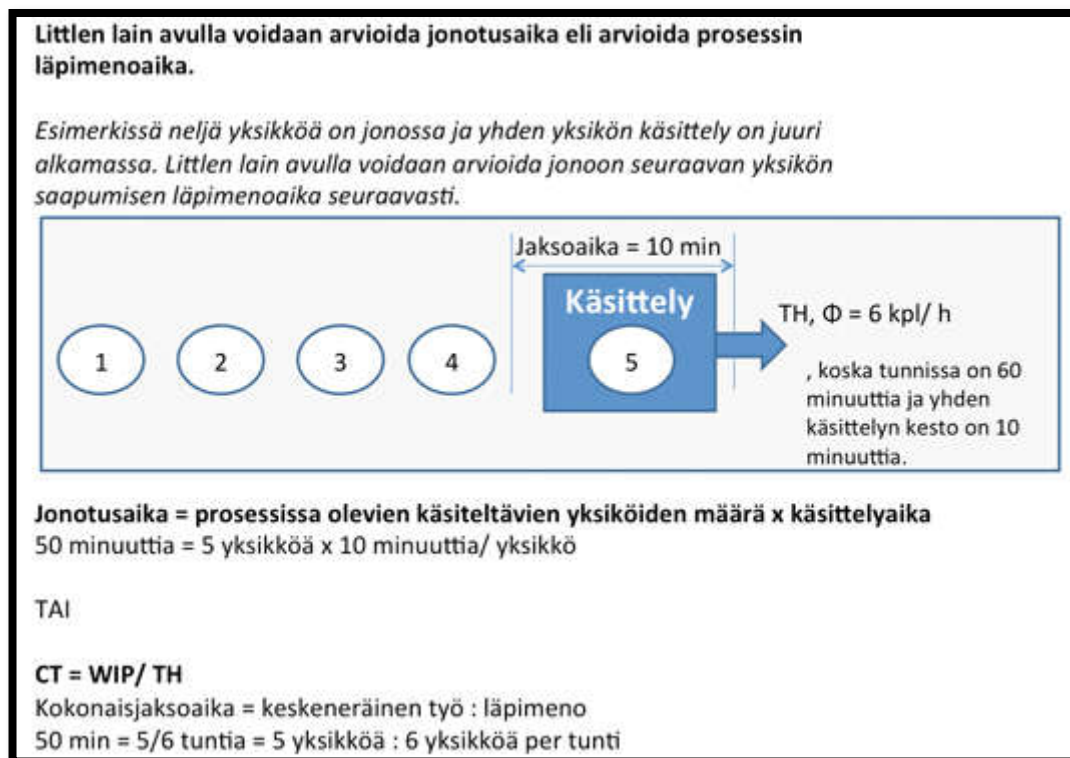 Littlen lain avulla voidaan arvioida jonotusaika eli arvioida prosessin
läpimenoaika.
Esimerkissä neljä yksikköä on jonossa ja yhden yksikön käsittely on juuri
alkamassa. Littlen lain avulla voidaan arvioida jonoon seuraavan yksikön
saapumisen läpimenoaika seuraavasti.
Jaksoaika = 10 min
Käsittely
1
2
3
4
5
TH, Φ = 6 kpl/ h
, koska tunnissa on 60
minuuttia ja yhden
käsittelyn kesto on 10
minuuttia.
Jonotusaika = prosessissa olevien käsiteltävien yksiköiden määrä x käsittelyaika
50 minuuttia = 5 yksikköä x 10 minuuttia/ yksikkö
TAI
CT = WIP/ TH
Kokonaisjaksoaika = keskeneräinen työ : läpimeno
50 min = 5/6 tuntia = 5 yksikköä : 6 yksikköä per tunti